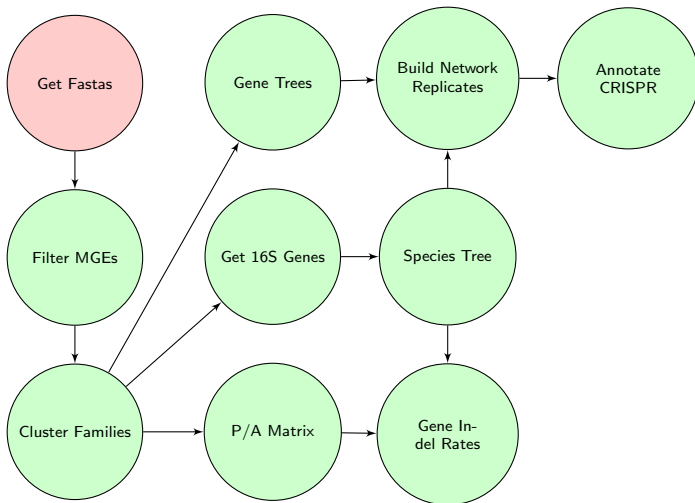 Get Fastas
Gene Trees
Build Network
Replicates
Annotate
CRISPR
Filter MGEs
Get 16S Genes
Species Tree
Cluster Families
P/A Matrix
Gene In-
del Rates